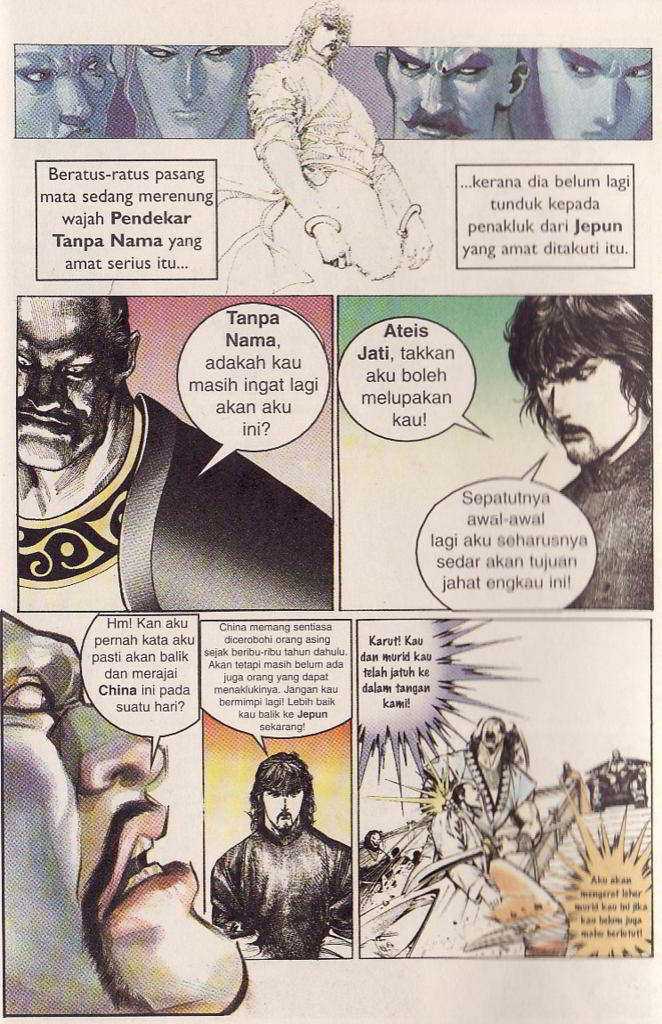 Beratus-ratus pasang
mata sedang merenung
wajah Pendekar
Tanpa Nama yang
amat serius itu...
...kerana dia belum lagi
tunduk kepada
penakluk dari Jepun
yang amat ditakuti itu.
Tanpa
Nama,
adakah kau
masih ingat lagi
akan aku
ini?
Ateis
Jati, takkan
aku boleh
melupakan
kau!
Sepatutnya
awal-awal
lagi aku seharusnya
sedar akan tujuan
jahat engkau ini!
Hm! Kan aku
pernah kata aku
pasti akan balik
dan merajai
China ini pada
suatu hari?
China memang sentiasa
dicerobohi orang asing
sejak beribu-ribu tahun dahulu.
Akan tetapi masih belum ada
juga orang yang dapat
menaklukinya. Jangan kau
bermimpi lagi! Lebih baik
kau balik ke Jepun
sekarang!
Karut! Kau
dan murid kau
telah jatuh ke
dalam tangan
kami!
Aku akan
mengerat leher
murid kau ini jika
kau belum juga
mahu berlutut!